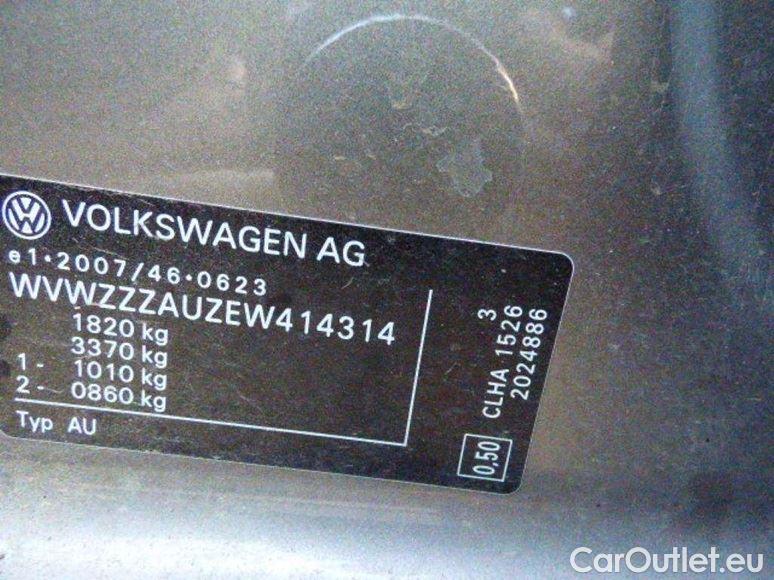 VOLKSWAGEN AG
e1*2007/46*0623
WVWZZZAUZEW414314
1820 kg
3370 kg
1 - 1010 kg
2 - 0860 kg
Typ AU
3
CLHA 1526
2024886
0,50
CarOutlet.eu